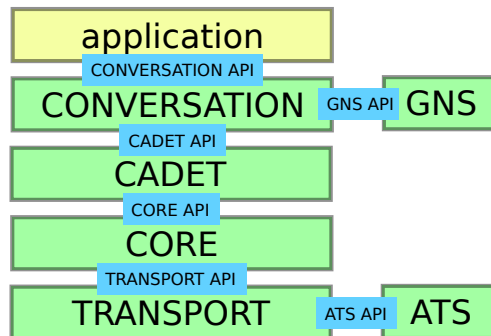 application
CONVERSATION API
CONVERSATION GNS API GNS
CADET API
CADET
CORE API
CORE
TRANSPORT API
TRANSPORT ATS API ATS